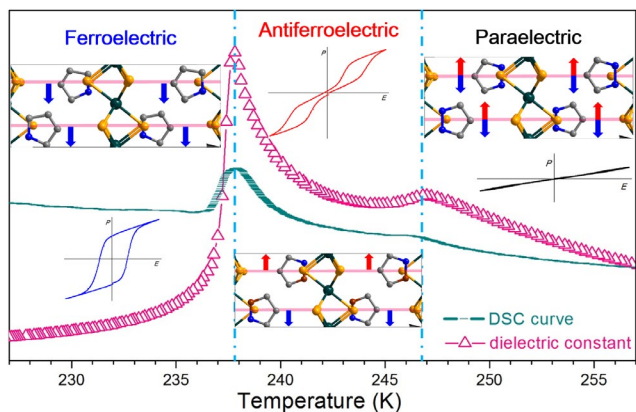 Ferroelectric
Antiferroelectric
Paraelectric
P
E
P
E
P
E
DSC curve
dielectric constant
230
235
240
245
250
255
Temperature (K)